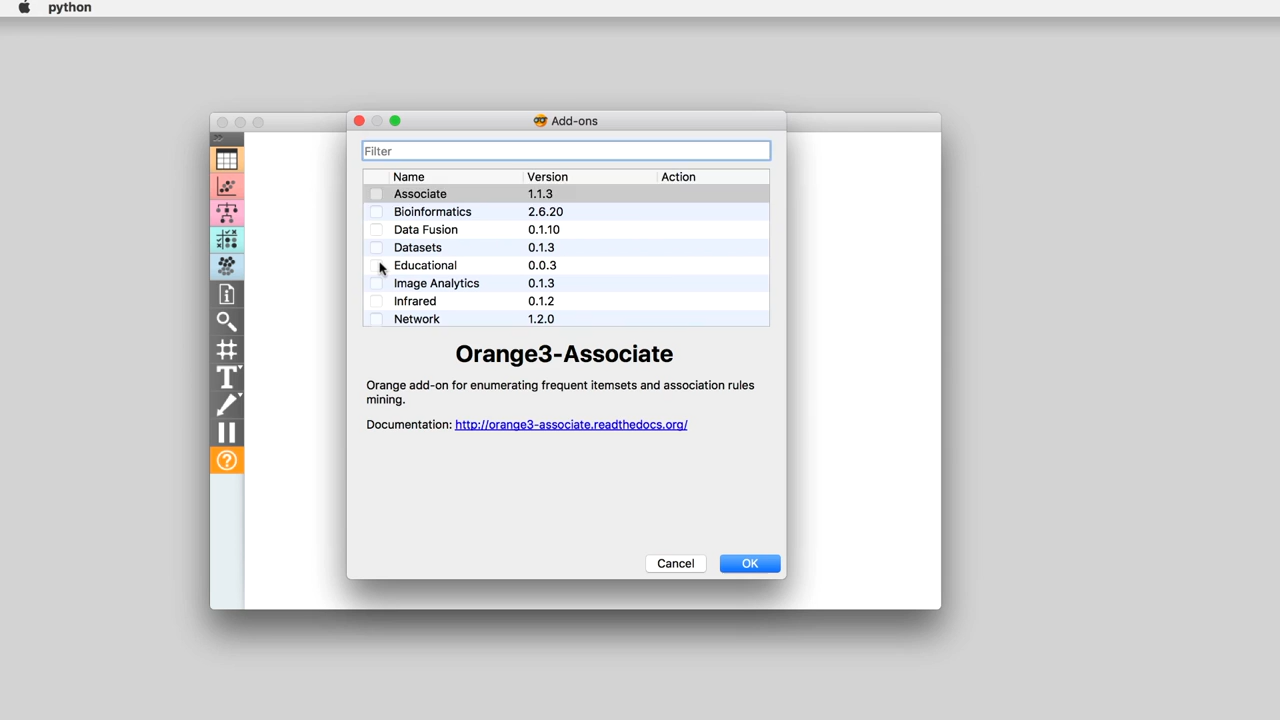 python
Add-ons
Filter
Name Version Action
Associate 1.1.3
Bioinformatics 2.6.20
Data Fusion 0.1.10
Datasets 0.1.3
Educational 0.0.3
Image Analytics 0.1.3
Infrared 0.1.2
Network 1.2.0
Orange3-Associate
Orange add-on for enumerating frequent itemsets and association rules
mining.
Documentation: http://orange3-associate.readthedocs.org/
Cancel OK